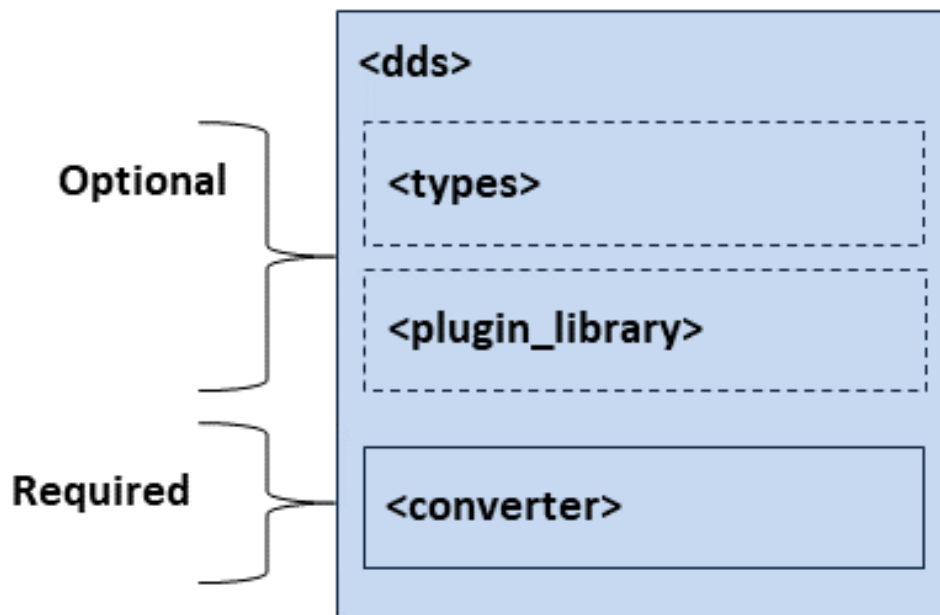 <dds>
Optional
<types>
<plugin_library>
Required
<converter>